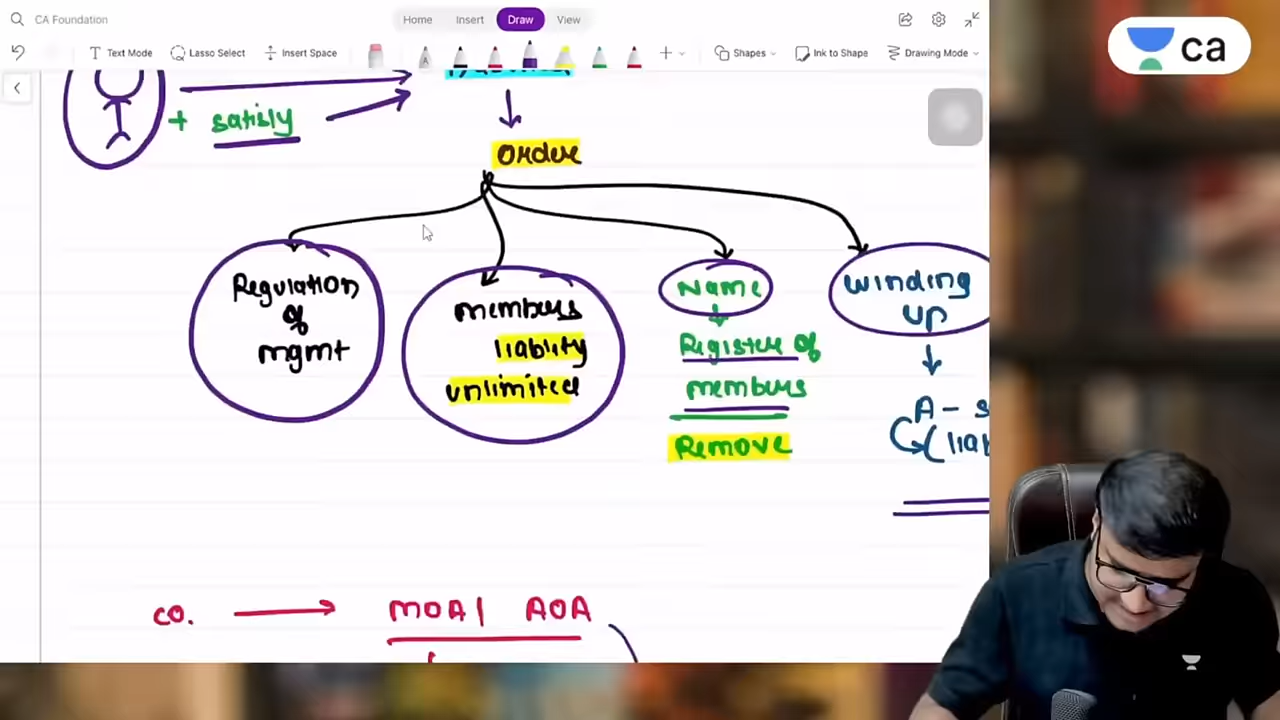 CA Foundation
Home Insert Draw View
Text Mode Lasso Select Insert Space Shapes Ink to Shape Drawing Mode
ca
+ satisfy
Order
Regulation
of
mgmt
members
liability
unlimited
Name
Register of
members
Remove
winding
up
A - s
(liab
co. → MOA | AOA